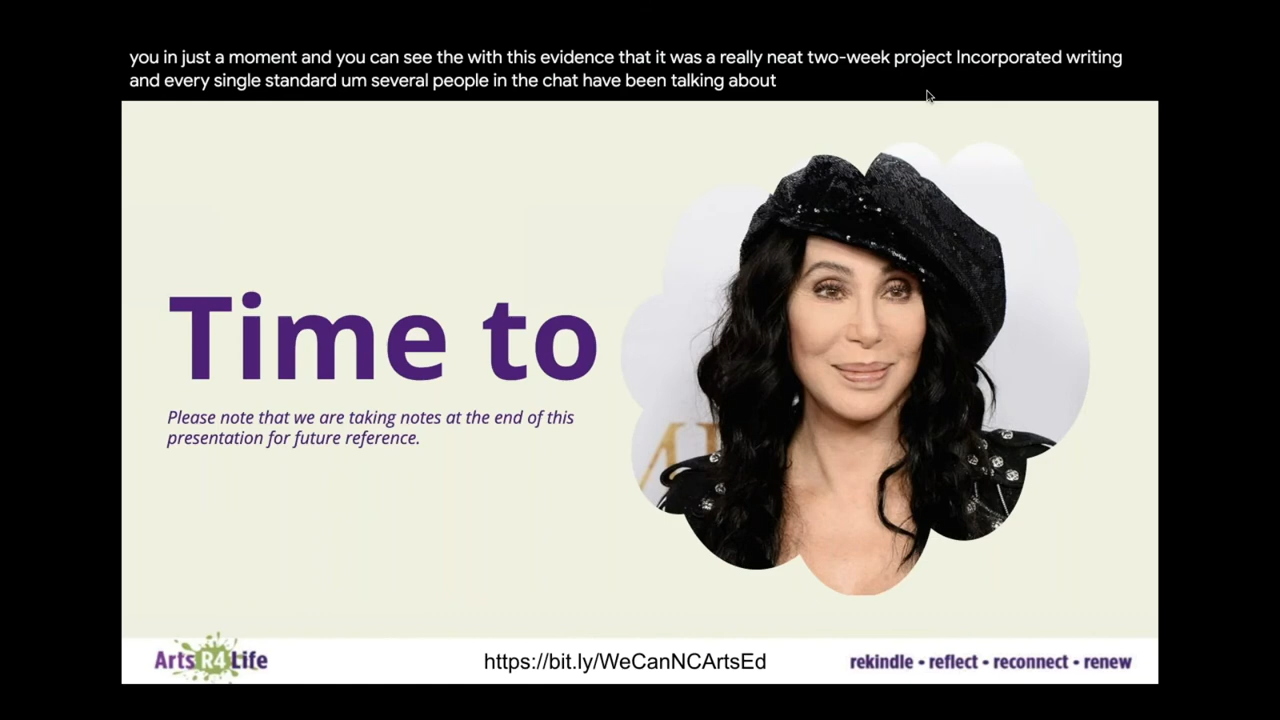 you in just a moment and you can see the with this evidence that it was a really neat two-week project Incorporated writing
and every single standard um several people in the chat have been talking about
Time to
Please note that we are taking notes at the end of this
presentation for future reference.
Arts R4 Life
https://bit.ly/WeCanNCArtsEd
rekindle • reflect • reconnect • renew